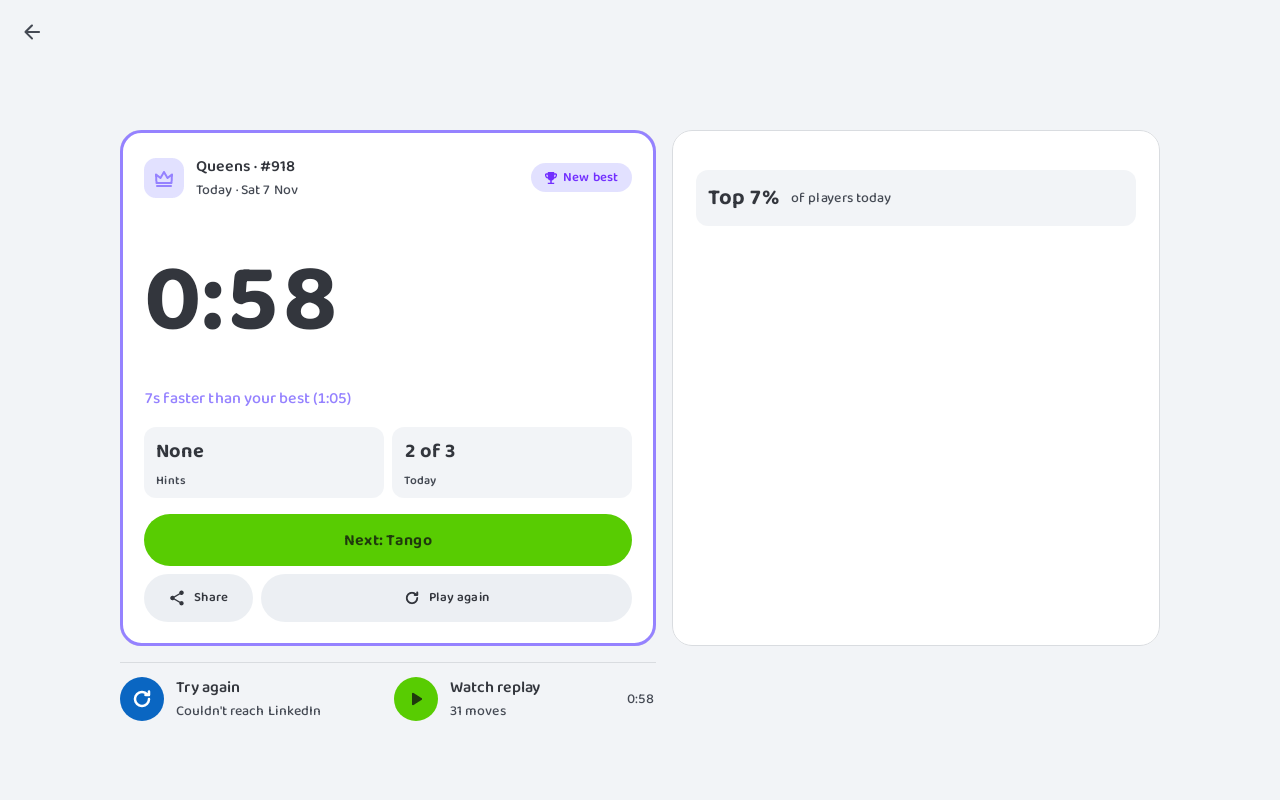 Queens · #918
Today · Sat 7 Nov
New best
0:58
7s faster than your best (1:05)
None
Hints
2 of 3
Today
Next: Tango
Share
Play again
Try again
Couldn't reach LinkedIn
Watch replay
31 moves
0:58
Top 7% of players today